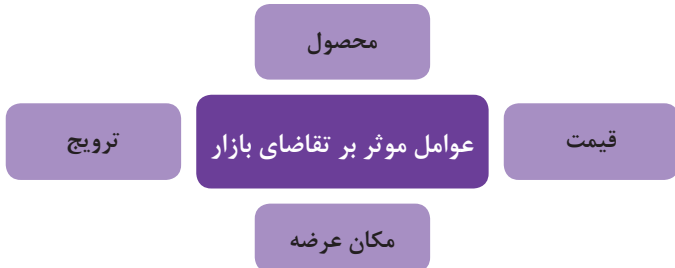 محصول
قیمت
عوامل موثر بر تقاضای بازار
ترویج
مکان عرضه